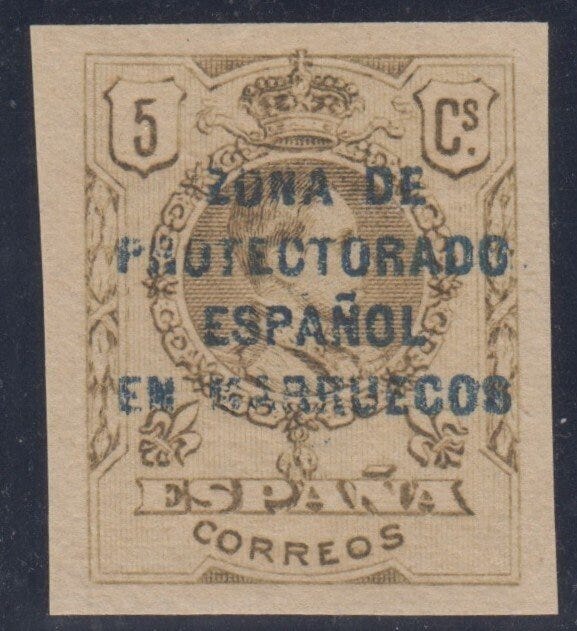 5 Cs.
ZONA DE
PROTECTORADO
ESPAÑOL
EN MARRUECOS
ESPAÑA
CORREOS